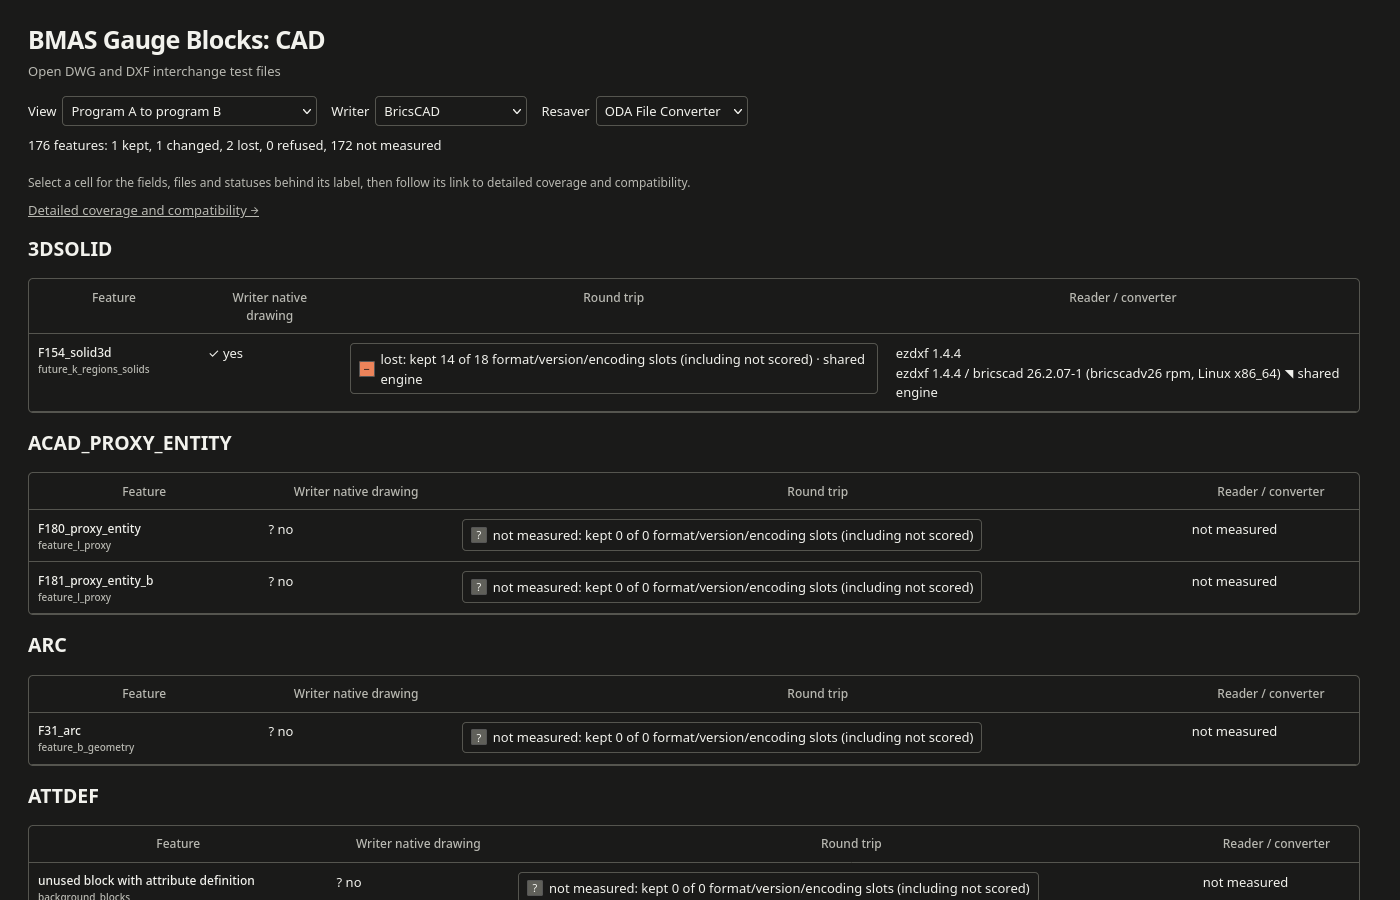 BMAS Gauge Blocks: CAD
Open DWG and DXF interchange test files
View Program A to program B Writer BricsCAD Resaver ODA File Converter
176 features: 1 kept, 1 changed, 2 lost, 0 refused, 172 not measured
Select a cell for the fields, files and statuses behind its label, then follow its link to detailed coverage and compatibility.
Detailed coverage and compatibility →
3DSOLID
Feature
Writer native
drawing
Round trip
Reader / converter
F154_solid3d
future_k_regions_solids
✓ yes
– lost: kept 14 of 18 format/version/encoding slots (including not scored) · shared
engine
ezdxf 1.4.4
ezdxf 1.4.4 / bricscad 26.2.07-1 (bricscadv26 rpm, Linux x86_64) ◥ shared
engine
ACAD_PROXY_ENTITY
Feature Writer native drawing Round trip Reader / converter
F180_proxy_entity
feature_l_proxy
? no
? not measured: kept 0 of 0 format/version/encoding slots (including not scored)
not measured
F181_proxy_entity_b
feature_l_proxy
? no
? not measured: kept 0 of 0 format/version/encoding slots (including not scored)
not measured
ARC
Feature Writer native drawing Round trip Reader / converter
F31_arc
feature_b_geometry
? no
? not measured: kept 0 of 0 format/version/encoding slots (including not scored)
not measured
ATTDEF
Feature Writer native drawing Round trip Reader / converter
unused block with attribute definition
background_blocks
? no
? not measured: kept 0 of 0 format/version/encoding slots (including not scored)
not measured